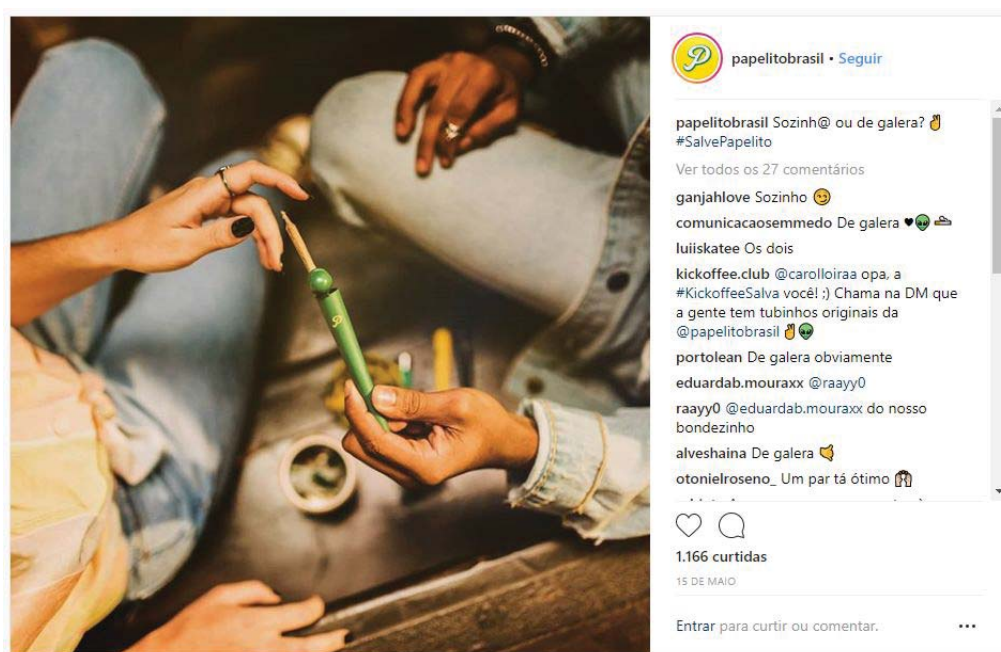 papelitobrasil • Seguir
papelitobrasil Sozinh@ ou de galera? ✌
#SalvePapelito
Ver todos os 27 comentários
ganjahlove Sozinho 😏
comunicacaosemmedo De galera ♥👽
luiiskatee Os dois
kickoffee.club @carolloiraa opa, a
#KickoffeeSalva você! ;) Chama na DM que
a gente tem tubinhos originais da
@papelitobrasil ✌👽
portolean De galera obviamente
eduardab.mouraxx @raayy0
raayy0 @eduardab.mouraxx do nosso
bondezinho
alveshaina De galera 🤙
otonielroseno_ Um par tá ótimo 🙌
1.166 curtidas
15 DE MAIO
Entrar para curtir ou comentar.